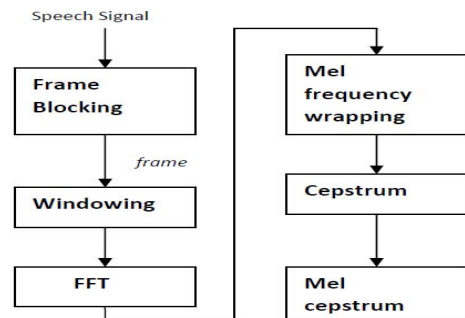 Speech Signal
Frame
Blocking
frame
Windowing
FFT
Mel
frequency
wrapping
Cepstrum
Mel
cepstrum